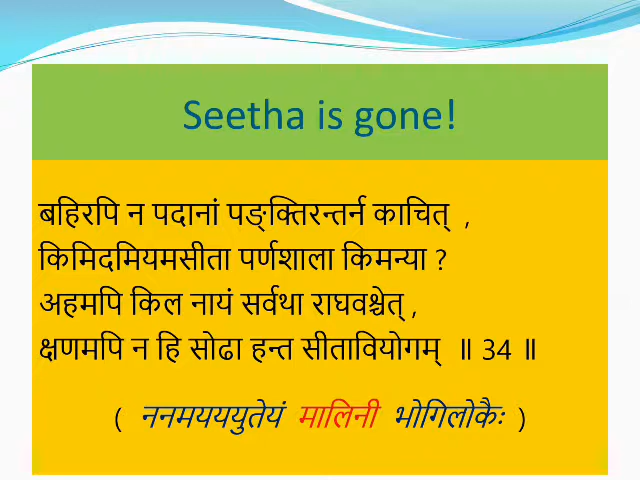 Seetha is gone!
बहिरपि न पदानां पङ्क्तिरन्तर्न काचित् ,
किमिदमियमसीता पर्णशाला किमन्या ?
अहमपि किल नायं सर्वथा राघवश्चेत् ,
क्षणमपि न हि सोढा हन्त सीतावियोगम् ॥ 34 ॥
( ननमयययुतेयं मालिनी भोगिलोकैः )